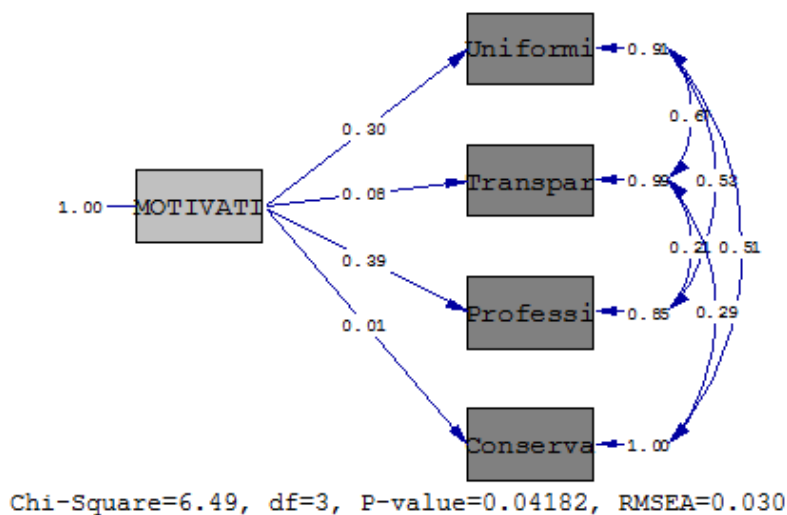 Uniformi
0.91
0.30
0.6
Transpar
0.99
0.08
0.53
1.00
MOTIVATI
0.39
0.21
0.51
Professi
0.85
0.29
0.01
Conserva
1.00
Chi-Square=6.49, df=3, P-value=0.04182, RMSEA=0.030